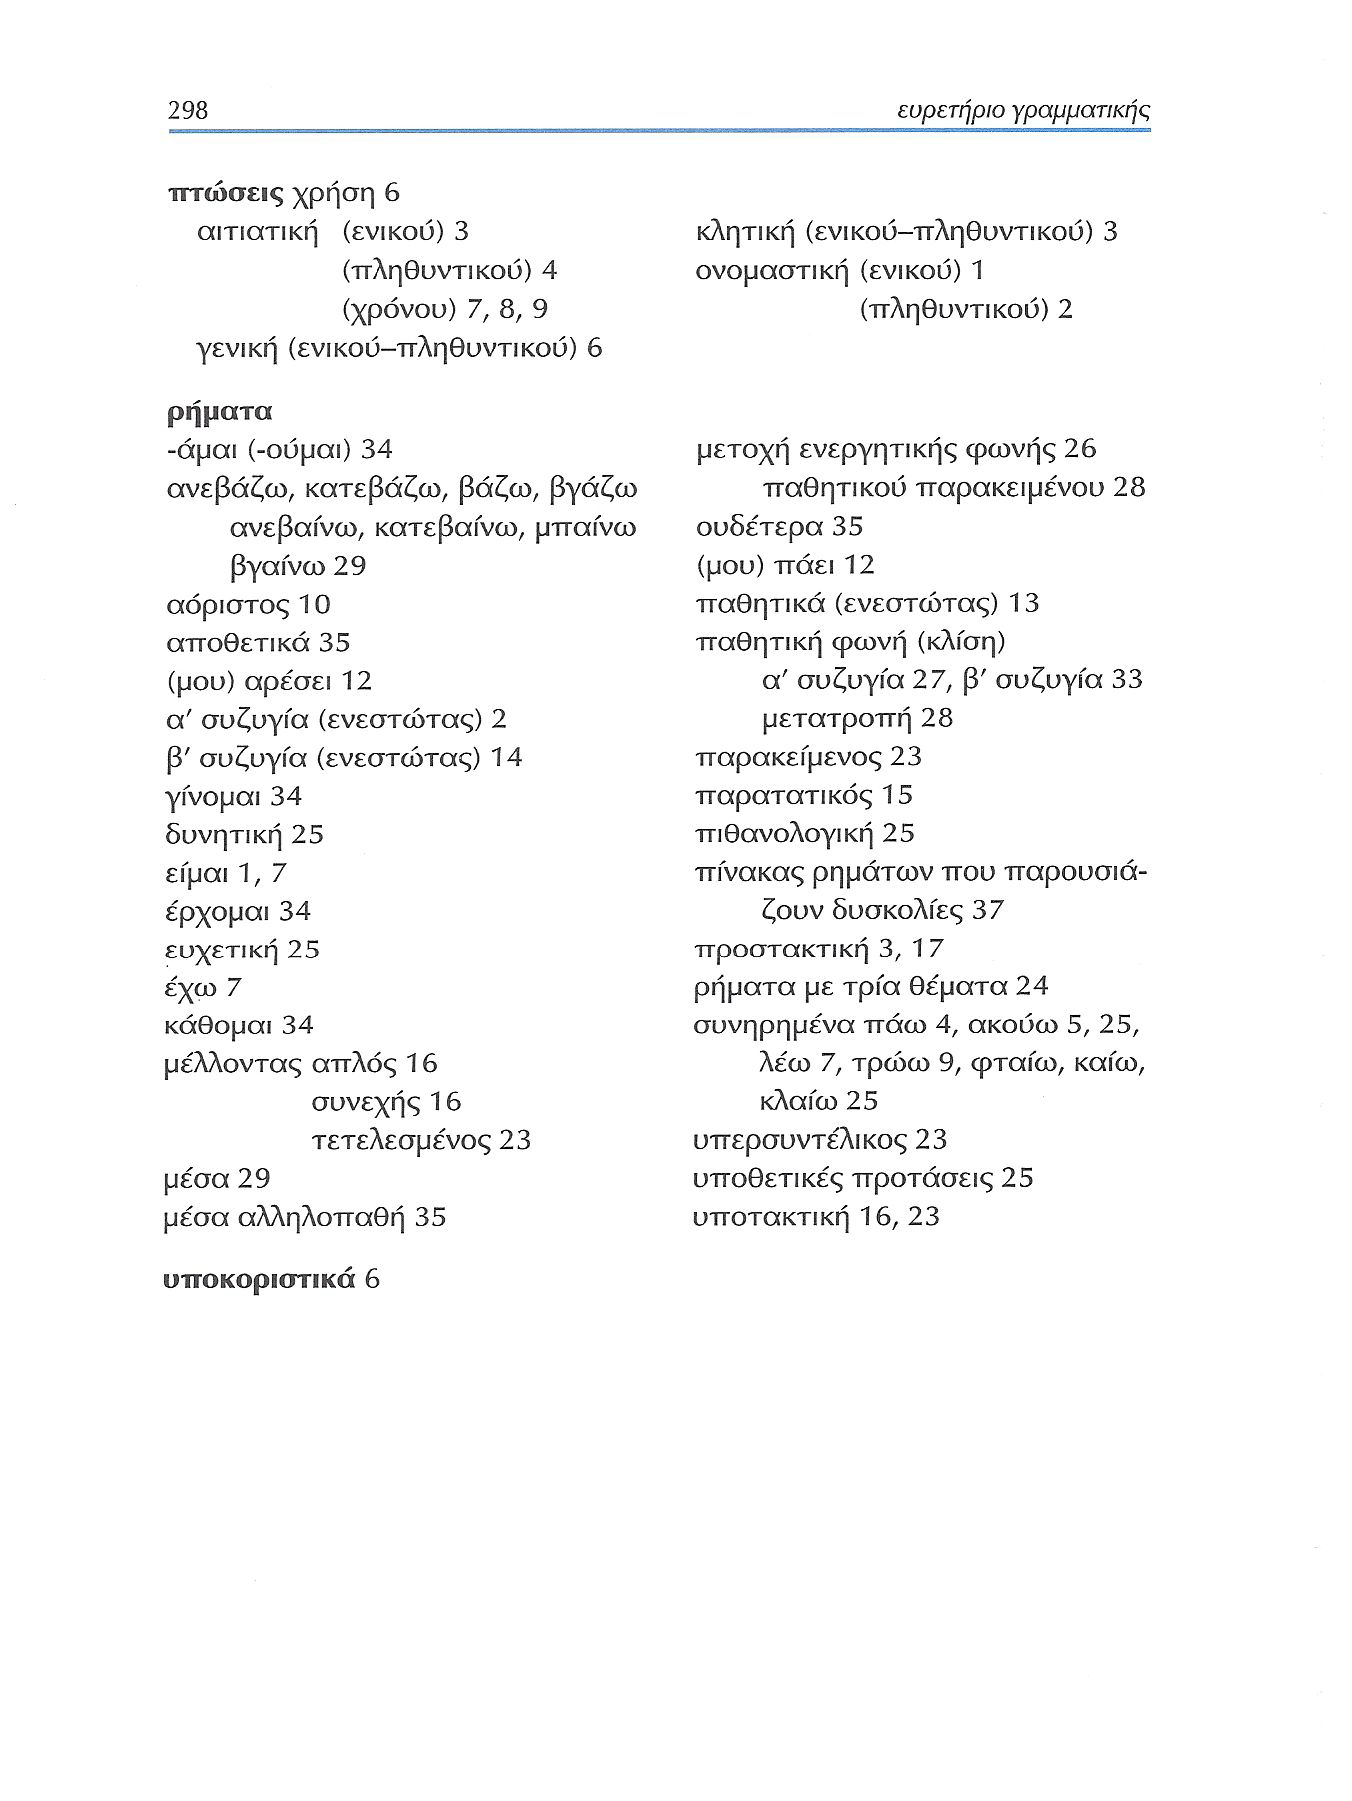 298
ευρετήριο γραμματικής
πτώσεις χρήση 6
αιτιατική (ενικού) 3
(πληθυντικού) 4
(χρόνου) 7, 8, 9
γενική (ενικού–πληθυντικού) 6
κλητική (ενικού–πληθυντικού) 3
ονομαστική (ενικού) 1
(πληθυντικού) 2
ρήματα
-άμαι (-ούμαι) 34
ανεβάζω, κατεβάζω, βάζω, βγάζω
ανεβαίνω, κατεβαίνω, μπαίνω
βγαίνω 29
αόριστος 10
αποθετικά 35
(μου) αρέσει 12
α' συζυγία (ενεστώτας) 2
β' συζυγία (ενεστώτας) 14
γίνομαι 34
δυνητική 25
είμαι 1, 7
έρχομαι 34
ευχετική 25
έχω 7
κάθομαι 34
μέλλοντας απλός 16
συνεχής 16
τετελεσμένος 23
μέσα 29
μέσα αλληλοπαθή 35
μετοχή ενεργητικής φωνής 26
παθητικού παρακειμένου 28
ουδέτερα 35
(μου) πάει 12
παθητικά (ενεστώτας) 13
παθητική φωνή (κλίση)
α' συζυγία 27, β' συζυγία 33
μετατροπή 28
παρακείμενος 23
παρατατικός 15
πιθανολογική 25
πίνακας ρημάτων που παρουσιά-
ζουν δυσκολίες 37
προστακτική 3, 17
ρήματα με τρία θέματα 24
συνηρημένα πάω 4, ακούω 5, 25,
λέω 7, τρώω 9, φταίω, καίω,
κλαίω 25
υπερσυντέλικος 23
υποθετικές προτάσεις 25
υποτακτική 16, 23
υποκοριστικά 6